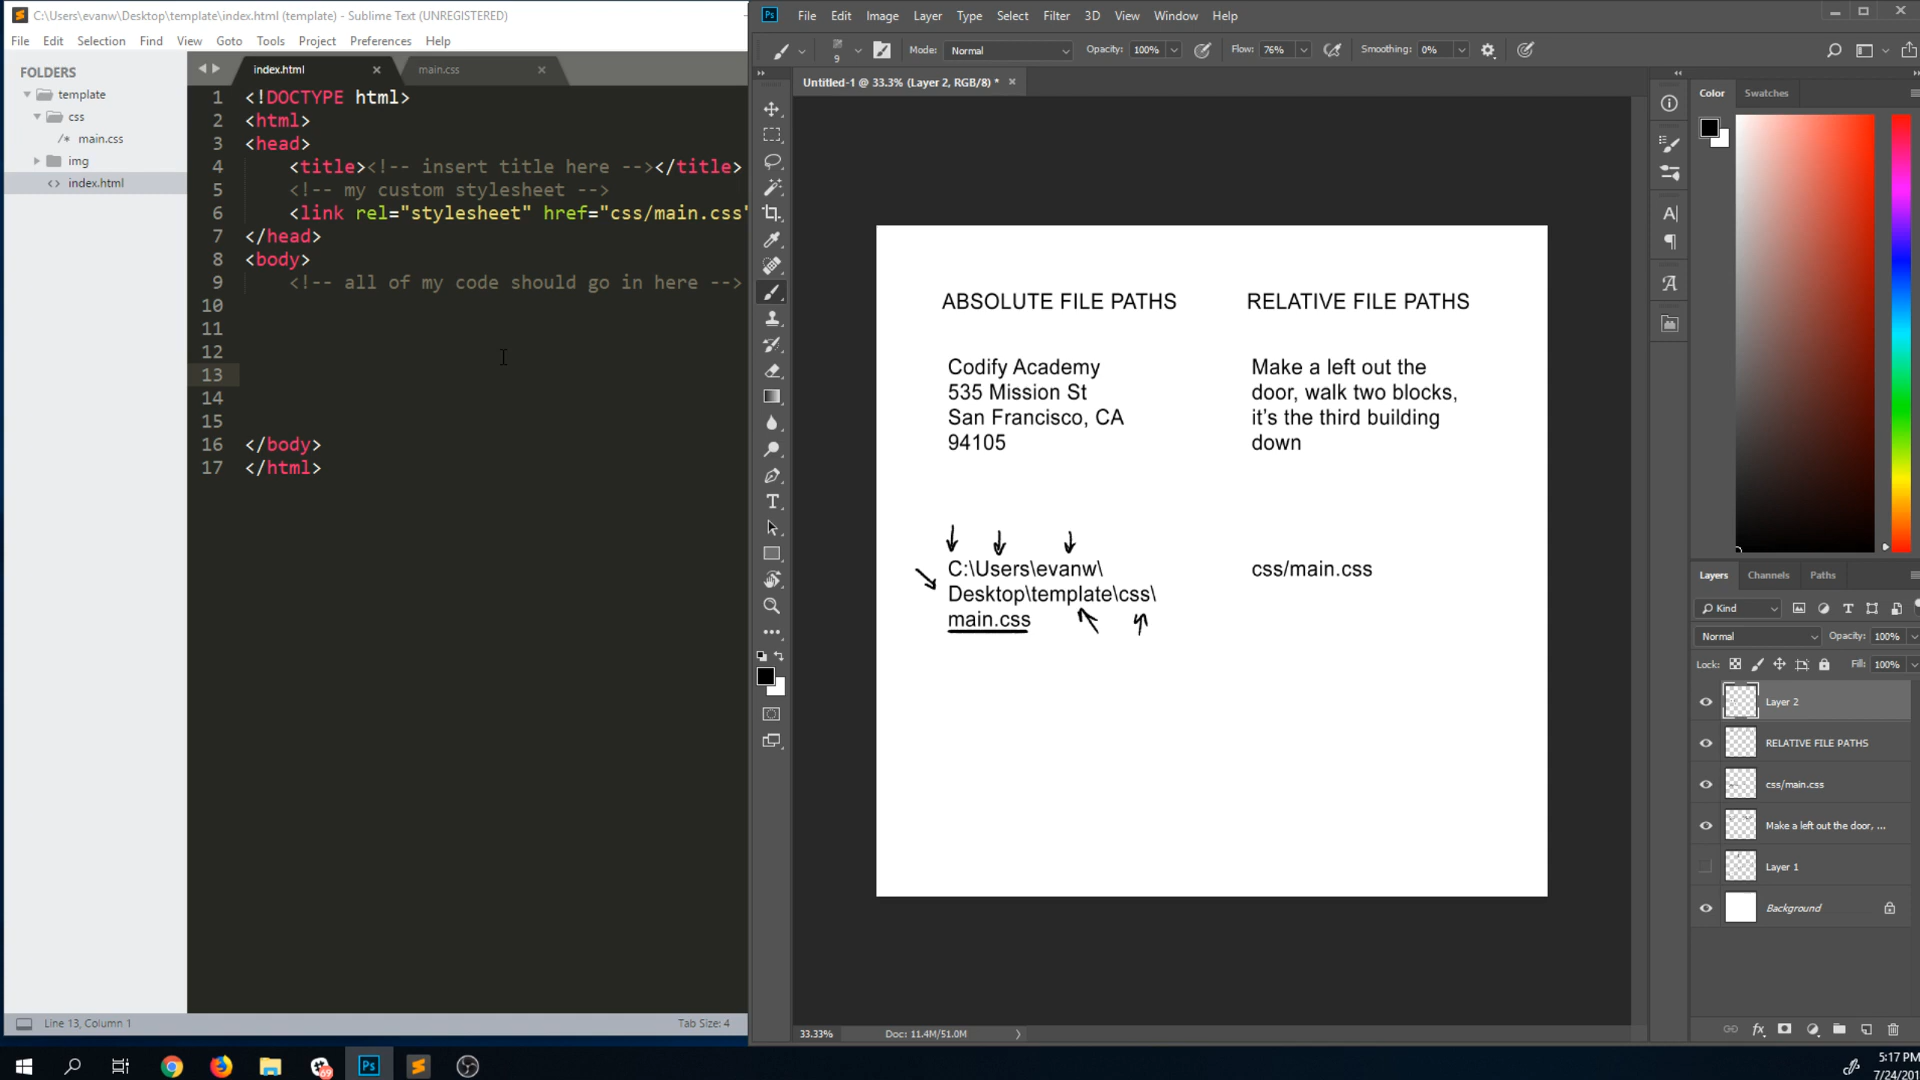 C:\Users\evanw\Desktop\template\index.html (template) - Sublime Text (UNREGISTERED)
File Edit Selection Find View Goto Tools Project Preferences Help
FOLDERS
template
css
/* main.css
img
<> index.html
index.html × main.css ×
1 <!DOCTYPE html>
2 <html>
3 <head>
4 <title><!-- insert title here --></title>
5 <!-- my custom stylesheet -->
6 <link rel="stylesheet" href="css/main.css"
7 </head>
8 <body>
9 <!-- all of my code should go in here -->
10
11
12
13
14
15
16 </body>
17 </html>
Line 13, Column 1 Tab Size: 4
Ps File Edit Image Layer Type Select Filter 3D View Window Help
9 Mode: Normal Opacity: 100% Flow: 76% Smoothing: 0%
Untitled-1 @ 33.3% (Layer 2, RGB/8) * ×
ABSOLUTE FILE PATHS
Codify Academy
535 Mission St
San Francisco, CA
94105
C:\Users\evanw\
Desktop\template\css\
main.css
RELATIVE FILE PATHS
Make a left out the
door, walk two blocks,
it’s the third building
down
css/main.css
33.33% Doc: 11.4M/51.0M
Color Swatches
Layers Channels Paths
Kind
Normal Opacity: 100%
Lock: Fill: 100%
Layer 2
RELATIVE FILE PATHS
css/main.css
Make a left out the door, ...
Layer 1
Background
fx
69
Ps
5:17 PM
7/24/201